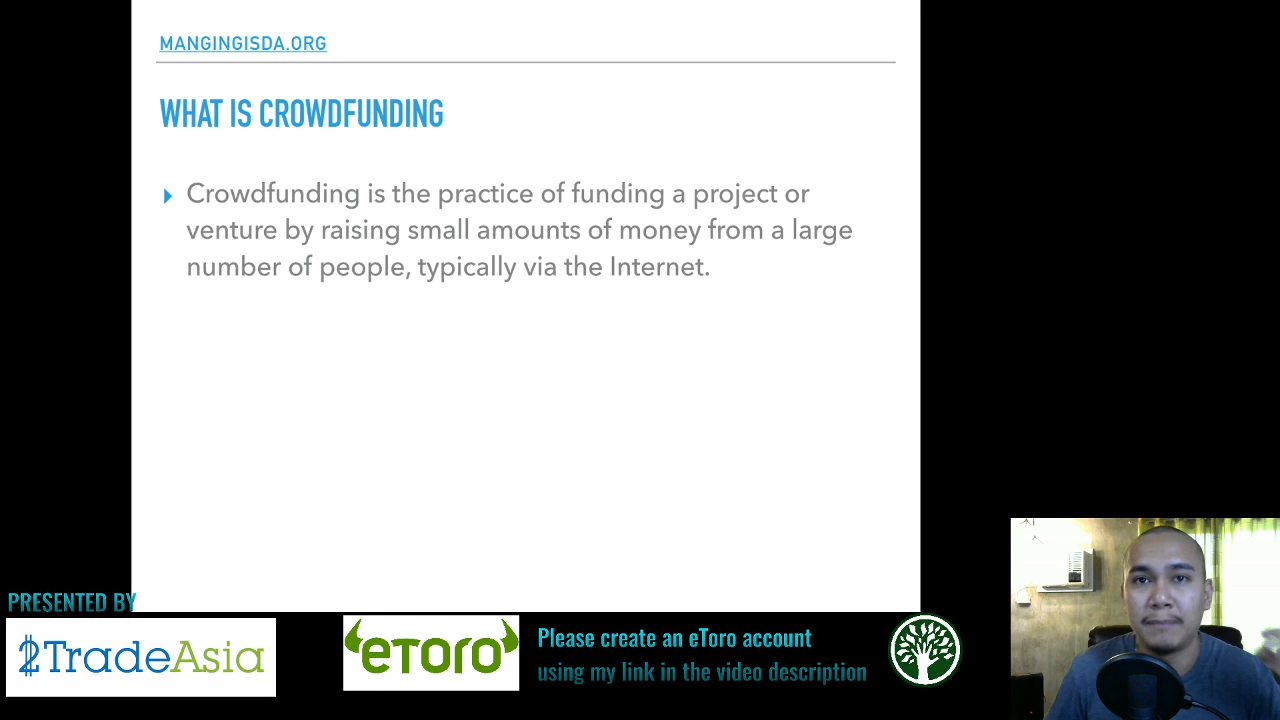 MANGINGISDA.ORG
WHAT IS CROWDFUNDING
Crowdfunding is the practice of funding a project or
venture by raising small amounts of money from a large
number of people, typically via the Internet.
PRESENTED BY
2TradeAsia
eTORO
Please create an eToro account
using my link in the video description